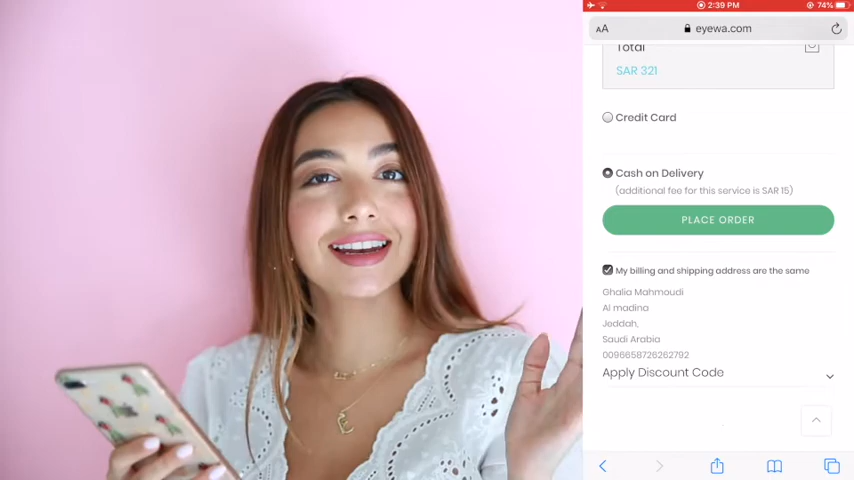 2:39 PM
74%
AA
eyewa.com
Total
SAR 321
Credit Card
Cash on Delivery
(additional fee for this service is SAR 15)
PLACE ORDER
My billing and shipping address are the same
Ghalia Mahmoudi
Al madina
Jeddah,
Saudi Arabia
0096658726262792
Apply Discount Code